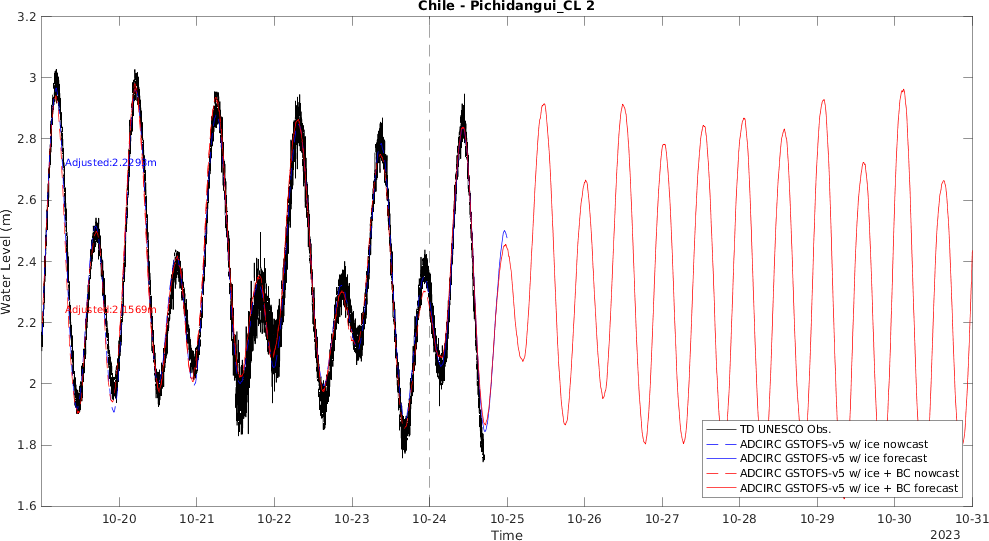 Chile - Pichidangui_CL 2
3.2
3
2.8
2.6
2.4
2.2
2
1.8
1.6
Water Level (m)
Adjusted:2.2293m
Adjusted:2.1569m
TD UNESCO Obs.
ADCIRC GSTOFS-v5 w/ ice nowcast
ADCIRC GSTOFS-v5 w/ ice forecast
ADCIRC GSTOFS-v5 w/ ice + BC nowcast
ADCIRC GSTOFS-v5 w/ ice + BC forecast
10-20 10-21 10-22 10-23 10-24 10-25 10-26 10-27 10-28 10-29 10-30 10-31
Time
2023